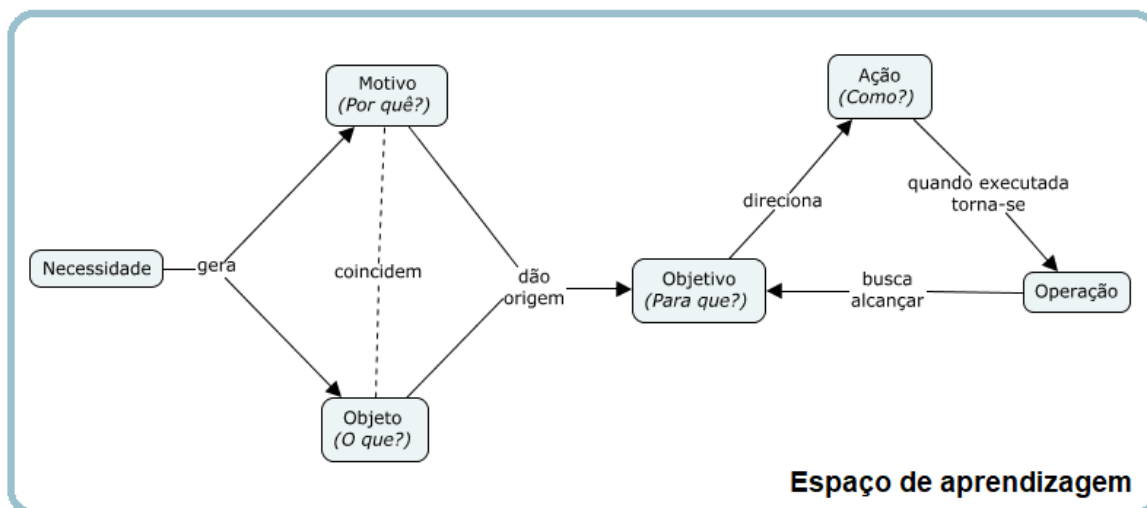 Necessidade
gera
Motivo
(Por quê?)
coincidem
Objeto
(O que?)
dão
origem
Objetivo
(Para que?)
direciona
Ação
(Como?)
quando executada
torna-se
Operação
busca
alcançar
Espaço de aprendizagem